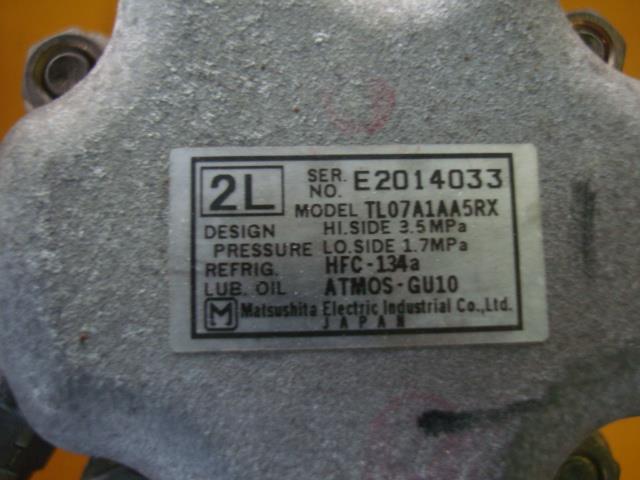 2L
SER. NO. E2014033
MODEL TL07A1AA5RX
DESIGN PRESSURE HI.SIDE 3.5MPa
LO.SIDE 1.7MPa
REFRIG. HFC-134a
LUB. OIL ATMOS-GU10
M Matsushita Electric Industrial Co.,Ltd.
JAPAN